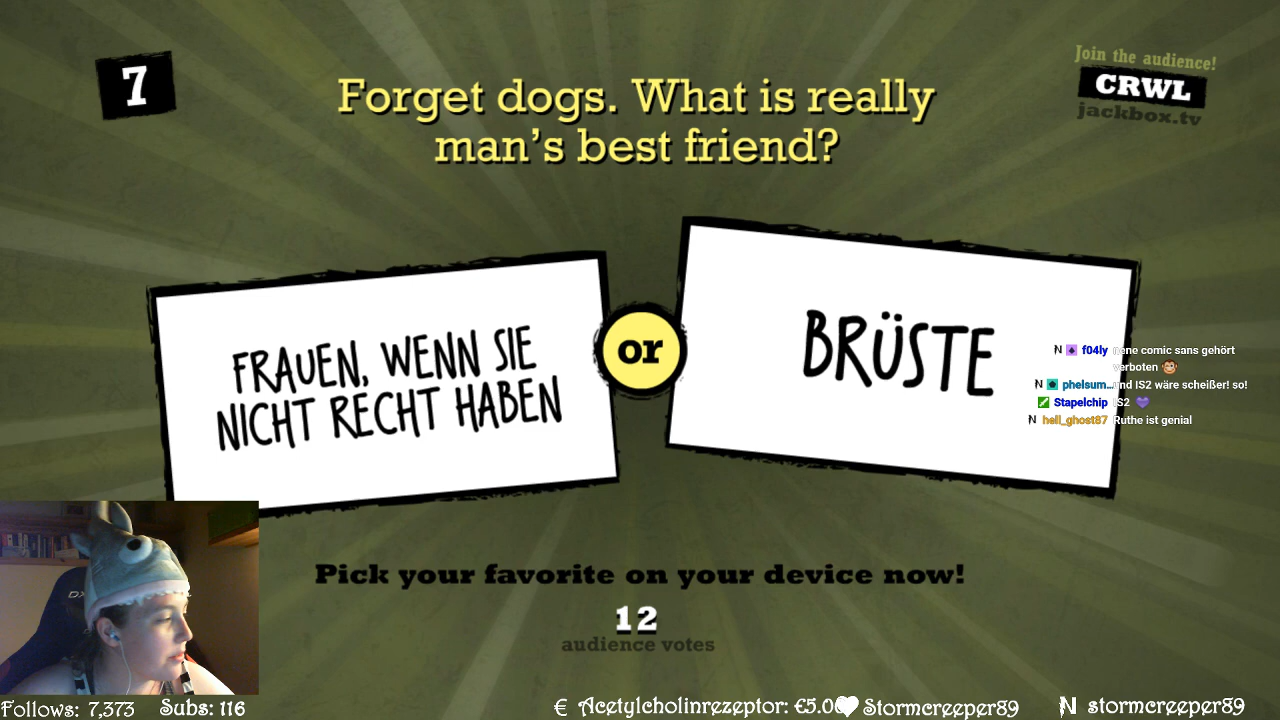 7
Forget dogs. What is really
man's best friend?
Join the audience!
CRWL
jackbox.tv
FRAUEN, WENN SIE
NICHT RECHT HABEN
or
BRÜSTE
N f04ly nene comic sans gehört
verboten
N phelsum... und IS2 wäre scheißer! so!
Stapelchip IS2
N hell_ghost87 Ruthe ist genial
Pick your favorite on your device now!
12
audience votes
DX
Follows: 7,373 Subs: 116
€ Acetylcholinrezeptor: €5.0 Stormcreeper89 N stormcreeper89